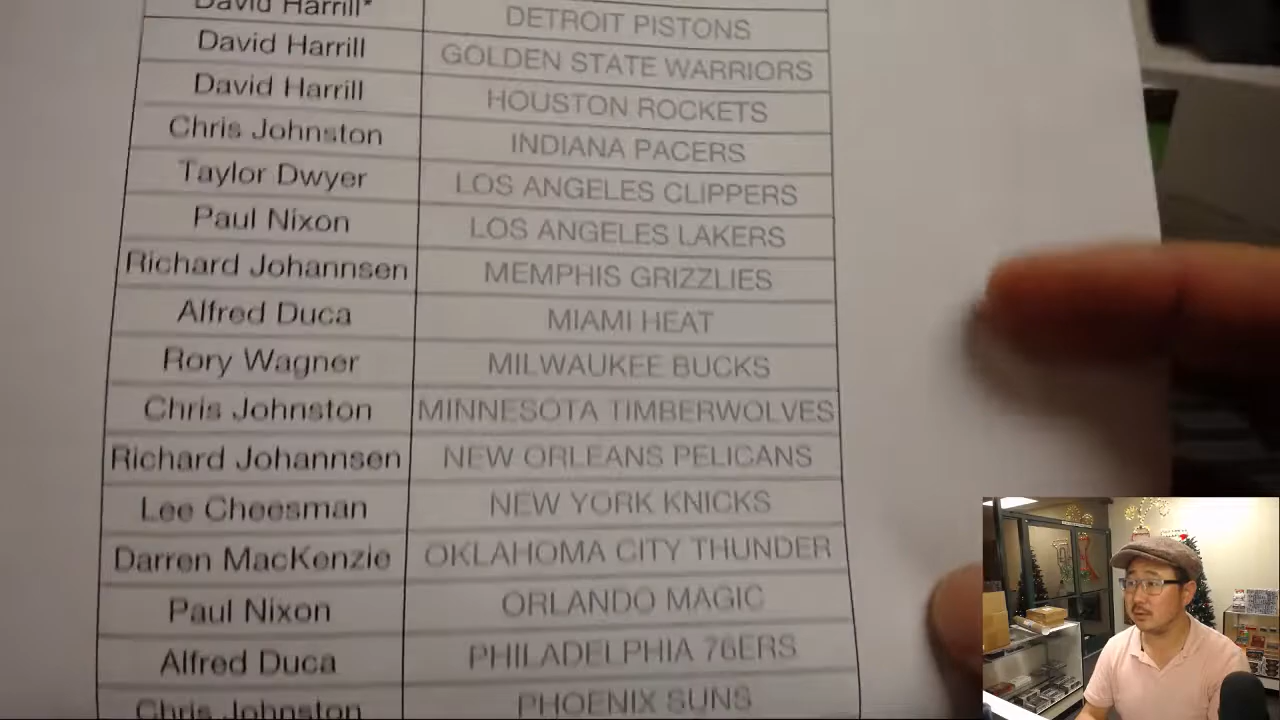 David Harrill* DETROIT PISTONS
David Harrill GOLDEN STATE WARRIORS
David Harrill HOUSTON ROCKETS
Chris Johnston INDIANA PACERS
Taylor Dwyer LOS ANGELES CLIPPERS
Paul Nixon LOS ANGELES LAKERS
Richard Johannsen MEMPHIS GRIZZLIES
Alfred Duca MIAMI HEAT
Rory Wagner MILWAUKEE BUCKS
Chris Johnston MINNESOTA TIMBERWOLVES
Richard Johannsen NEW ORLEANS PELICANS
Lee Cheesman NEW YORK KNICKS
Darren MacKenzie OKLAHOMA CITY THUNDER
Paul Nixon ORLANDO MAGIC
Alfred Duca PHILADELPHIA 76ERS
Chris Johnston PHOENIX SUNS